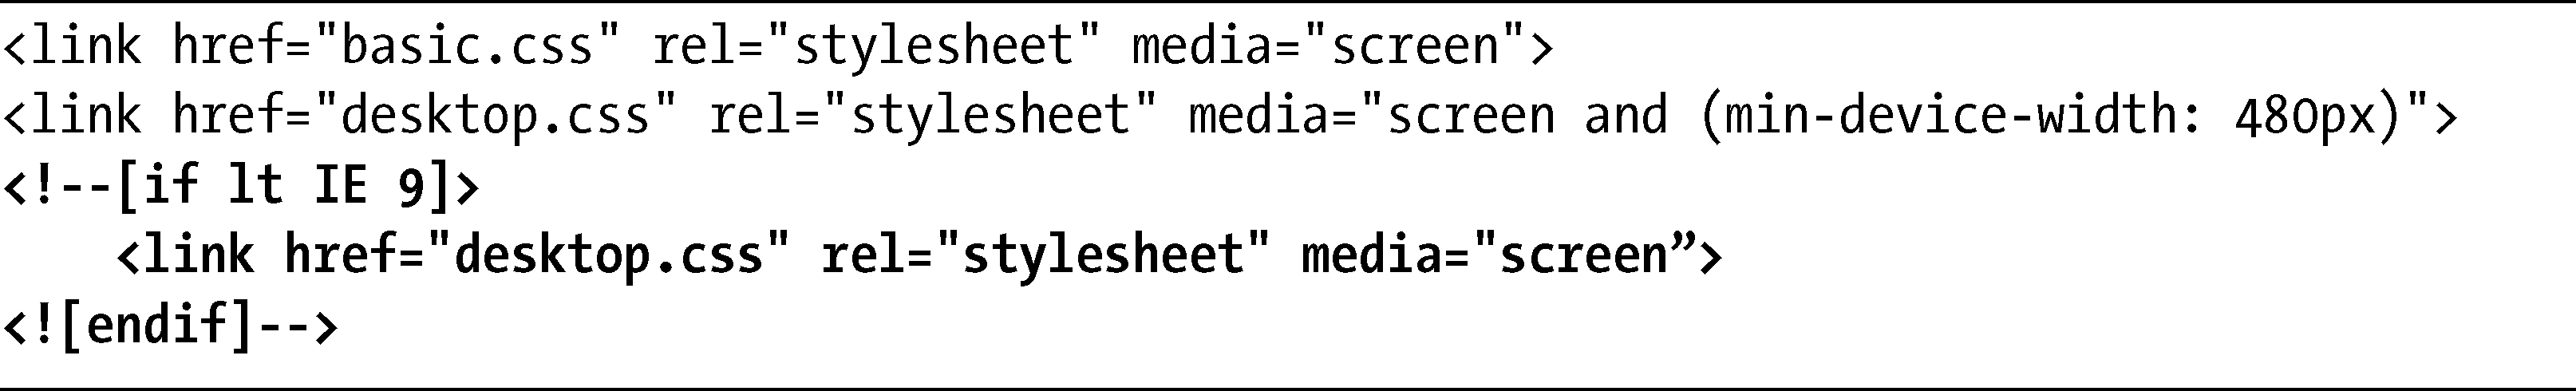 <link href="basic.css" rel="stylesheet" media="screen">
<link href="desktop.css" rel="stylesheet" media="screen and (min-device-width: 480px)">
<!--[if lt IE 9]>
    <link href="desktop.css" rel="stylesheet" media="screen”>
<![endif]-->